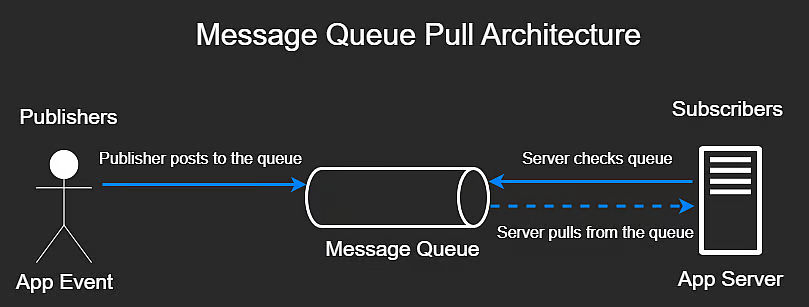 Message Queue Pull Architecture
Publishers
Subscribers
Publisher posts to the queue
Server checks queue
Server pulls from the queue
Message Queue
App Event
App Server